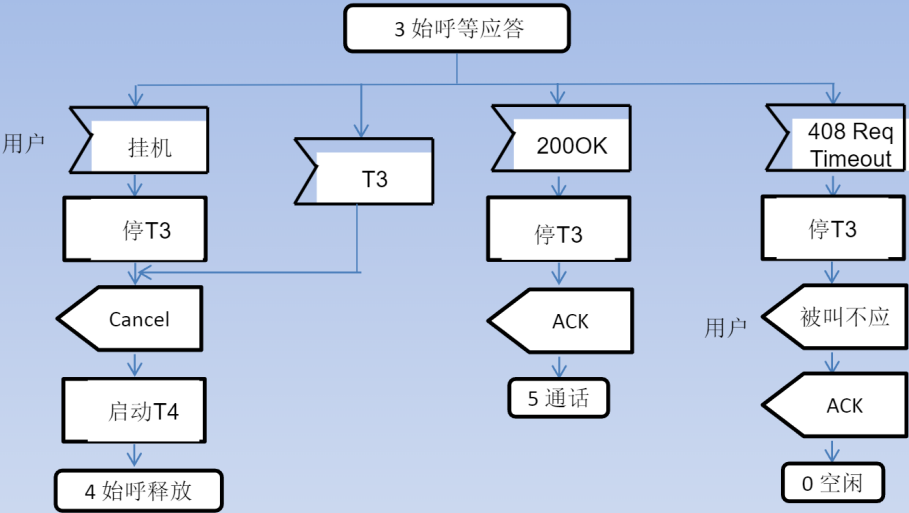 3 始呼等应答
用户
挂机
T3
200OK
408 Req
Timeout
停T3
停T3
停T3
Cancel
ACK
用户
被叫不应
启动T4
5 通话
ACK
4 始呼释放
0 空闲